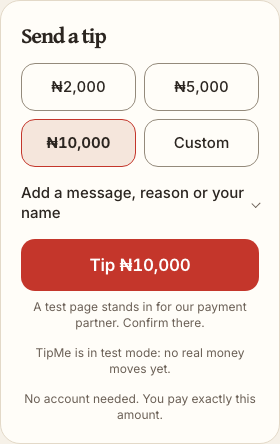 Send a tip
₦2,000
₦5,000
₦10,000
Custom
Add a message, reason or your
name
Tip ₦10,000
A test page stands in for our payment
partner. Confirm there.
TipMe is in test mode: no real money
moves yet.
No account needed. You pay exactly this
amount.